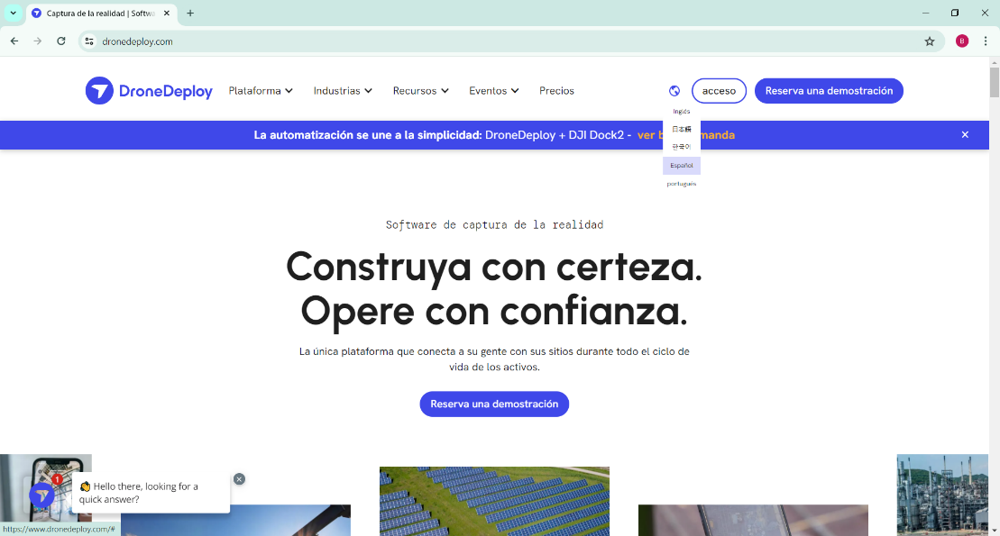 Captura de la realidad | Softwa
dronedeploy.com
DroneDeploy
Plataforma
Industrias
Recursos
Eventos
Precios
acceso
Reserva una demostración
Inglés
日本語
한국어
Español
portugués
La automatización se une a la simplicidad: DroneDeploy + DJI Dock2 - ver b manda
Software de captura de la realidad
Construya con certeza.
Opere con confianza.
La única plataforma que conecta a su gente con sus sitios durante todo el ciclo de
vida de los activos.
Reserva una demostración
1
Hello there, looking for a
quick answer?
https://www.dronedeploy.com/#
B